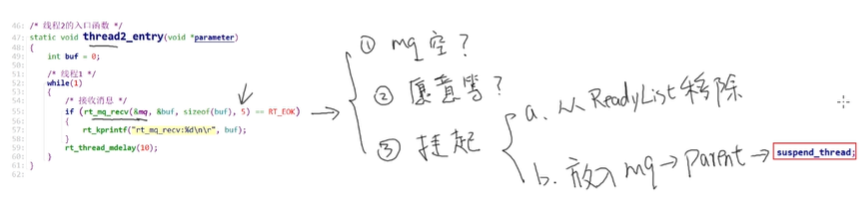 46: /* 线程2的入口函数 */
47: static void thread2_entry(void *parameter)
48: {
49: int buf = 0;
50:
51: /* 线程1 */
52: while(1)
53: {
54: /* 接收消息 */
55: if (rt_mq_recv(&mq, &buf, sizeof(buf), 5) == RT_EOK)
56: {
57: rt_kprintf("rt_mq_recv:%d\n\r", buf);
58: }
59: rt_thread_mdelay(10);
60: }
61: }
62:
① mq 空?
② 愿意等?
③ 挂起
a. 从 ReadyList 移除
b. 放入 mq → parent → suspend_thread;